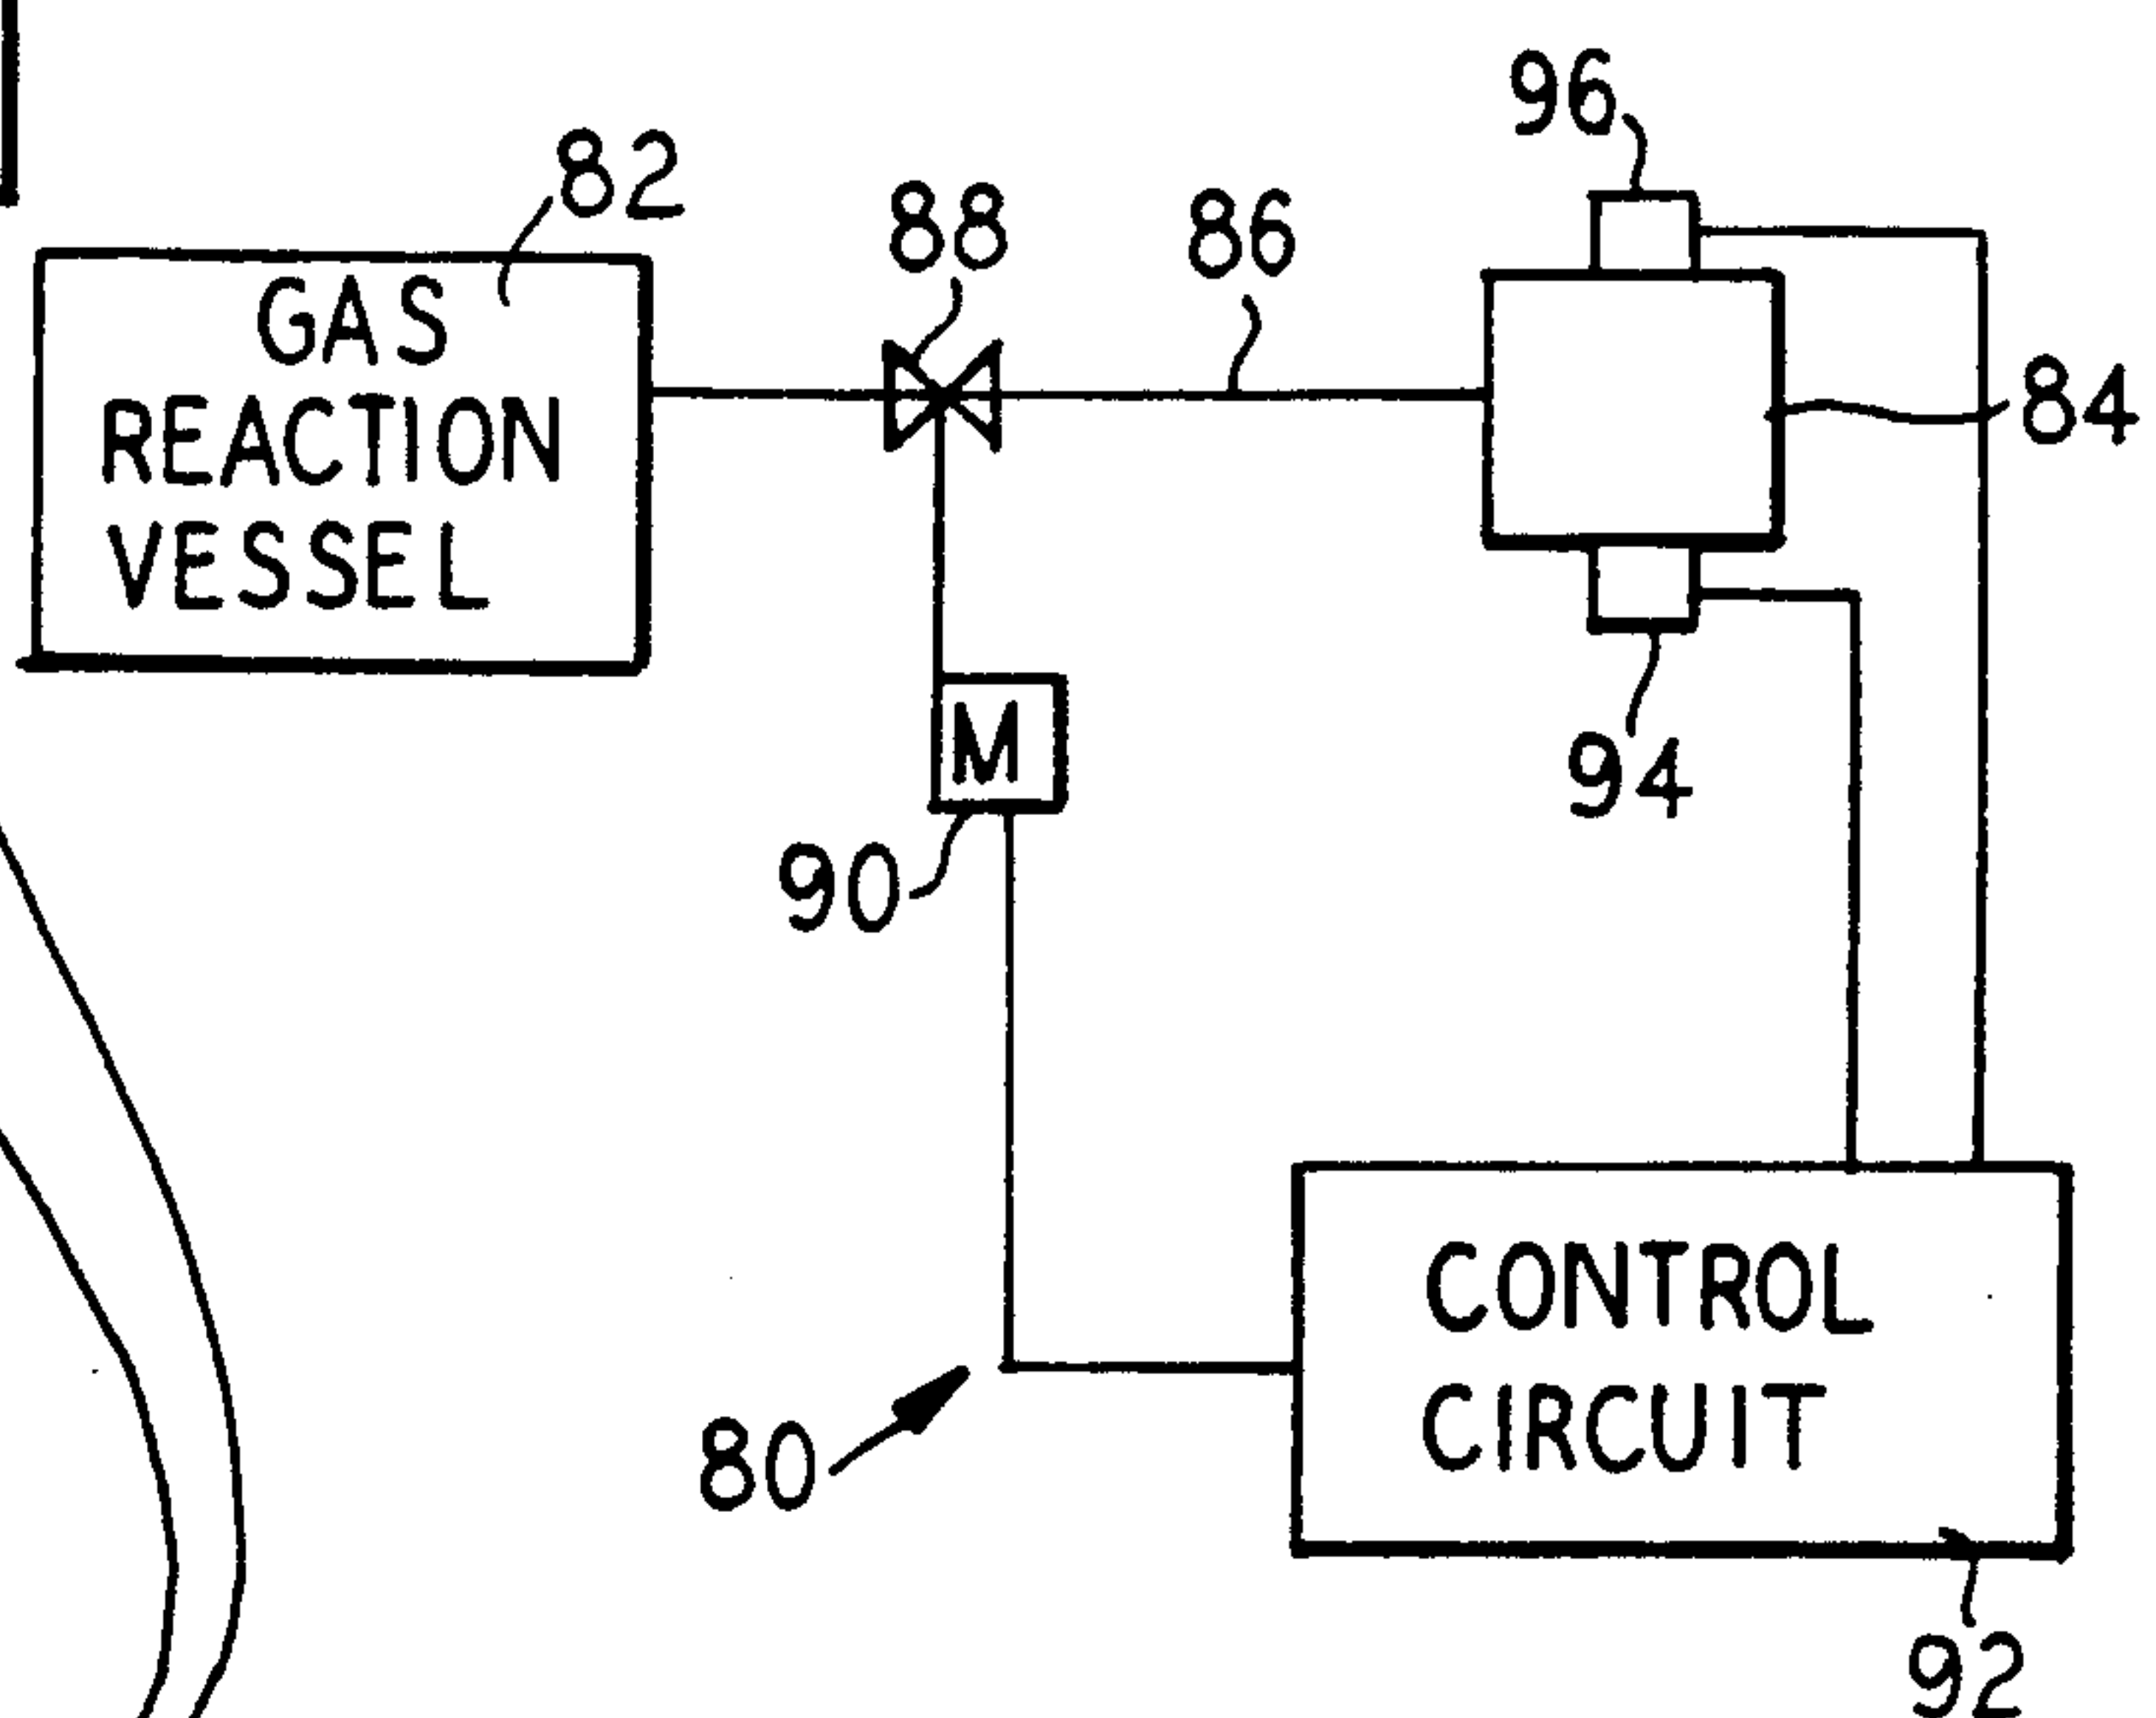 96
82
88
86
GAS
REACTION
VESSEL
84
M
94
90
CONTROL
CIRCUIT
80
92